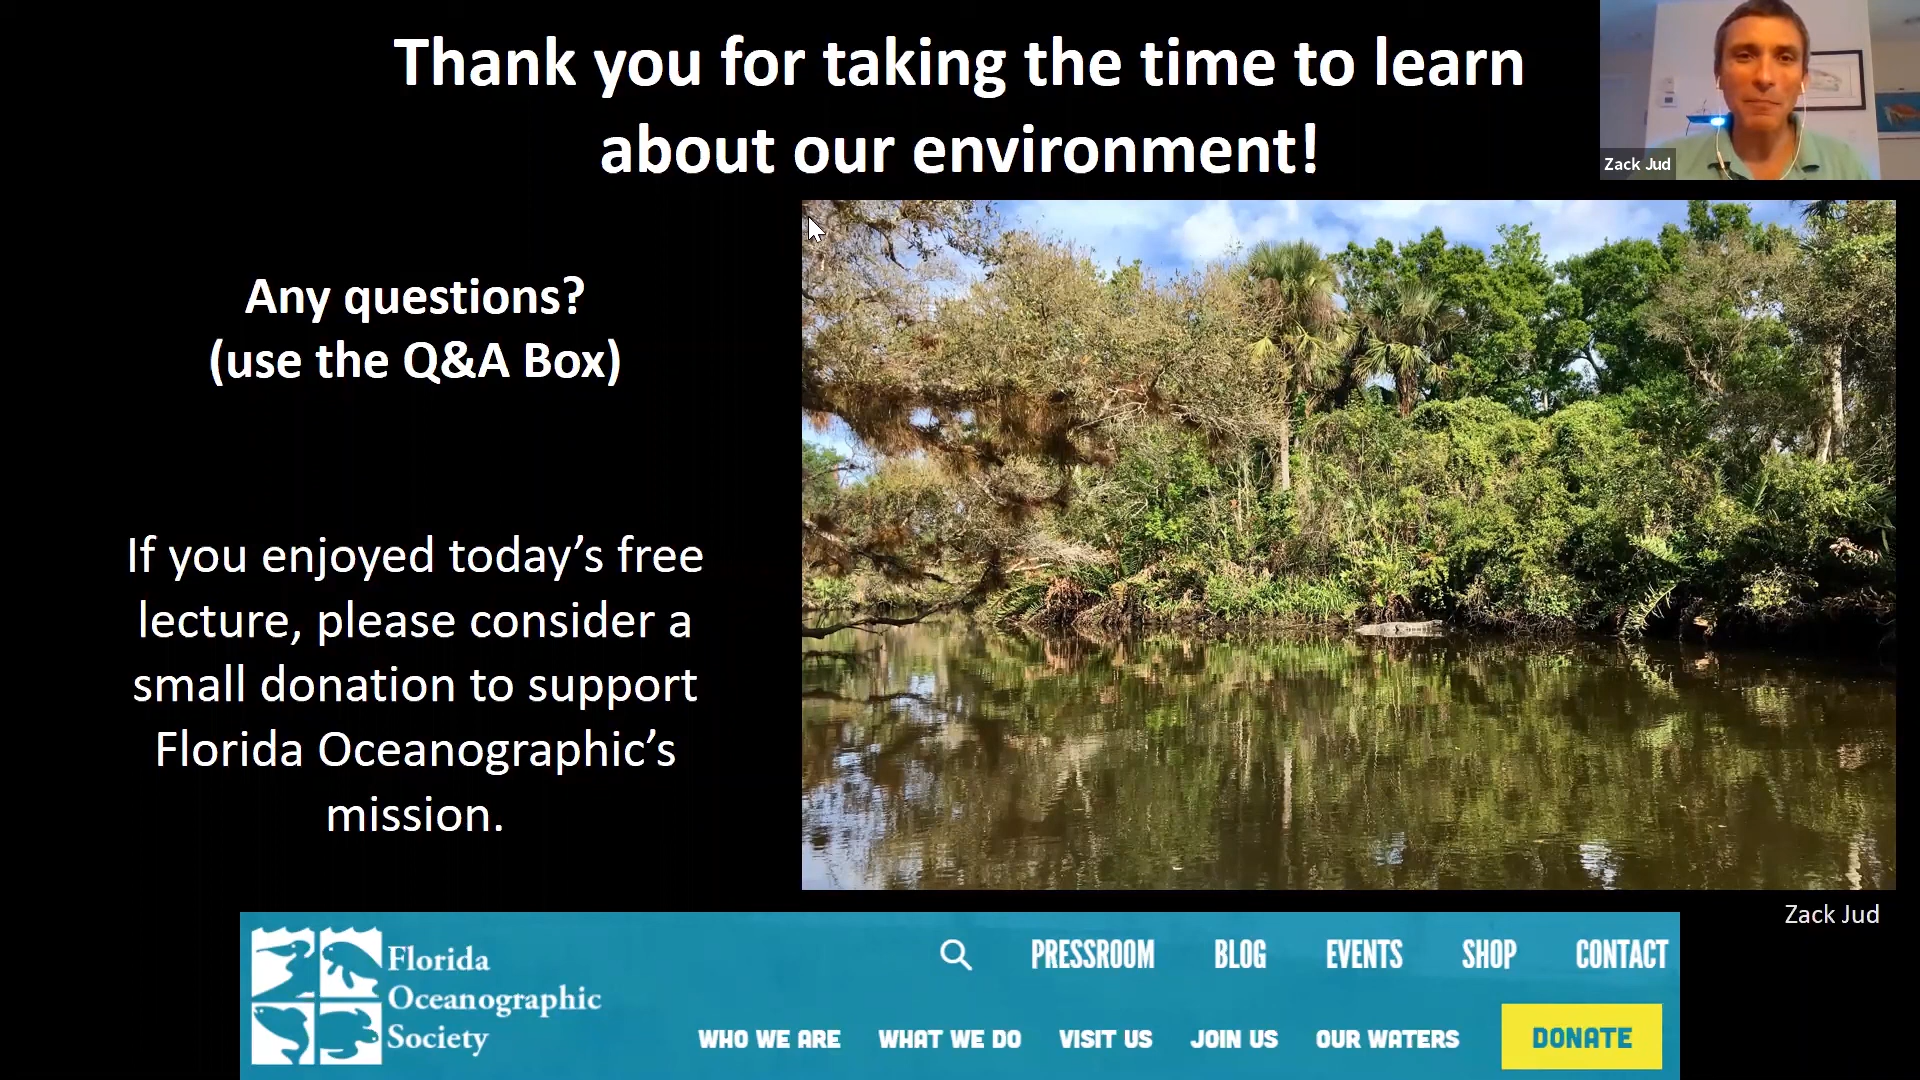 Thank you for taking the time to learn
about our environment!
Zack Jud
Any questions?
(use the Q&A Box)
If you enjoyed today’s free
lecture, please consider a
small donation to support
Florida Oceanographic’s
mission.
Zack Jud
Florida
Oceanographic
Society
PRESSROOM BLOG EVENTS SHOP CONTACT
WHO WE ARE WHAT WE DO VISIT US JOIN US OUR WATERS DONATE